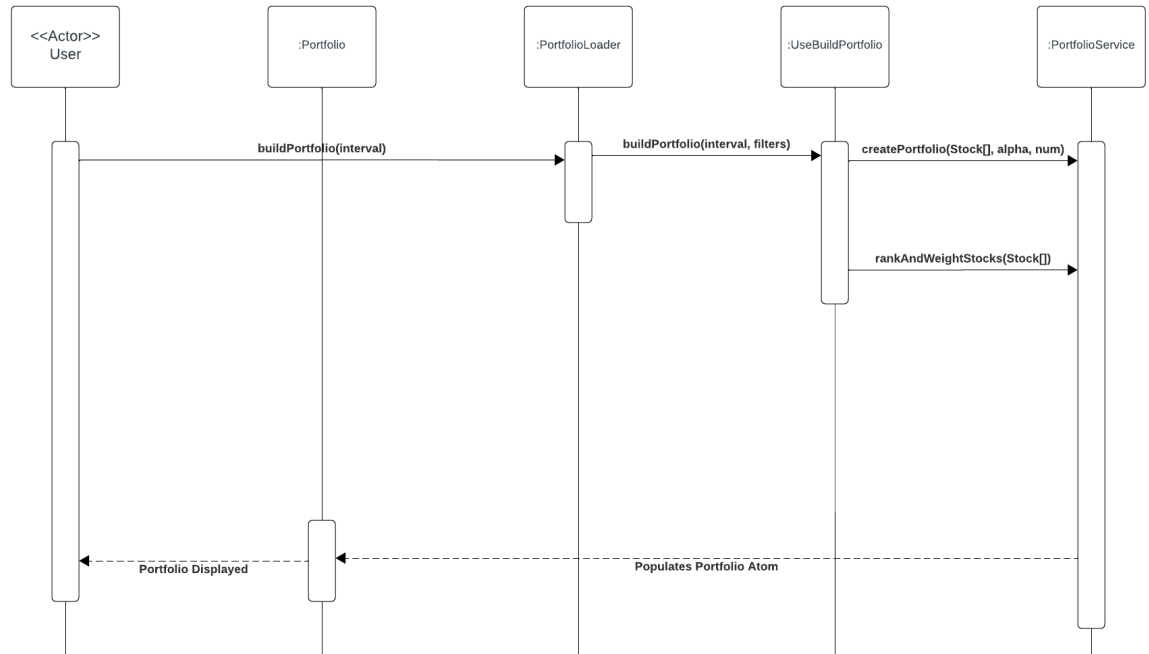 <<Actor>>
User
:Portfolio
:PortfolioLoader
:UseBuildPortfolio
:PortfolioService
buildPortfolio(interval)
buildPortfolio(interval, filters)
createPortfolio(Stock[], alpha, num)
rankAndWeightStocks(Stock[])
Portfolio Displayed
Populates Portfolio Atom